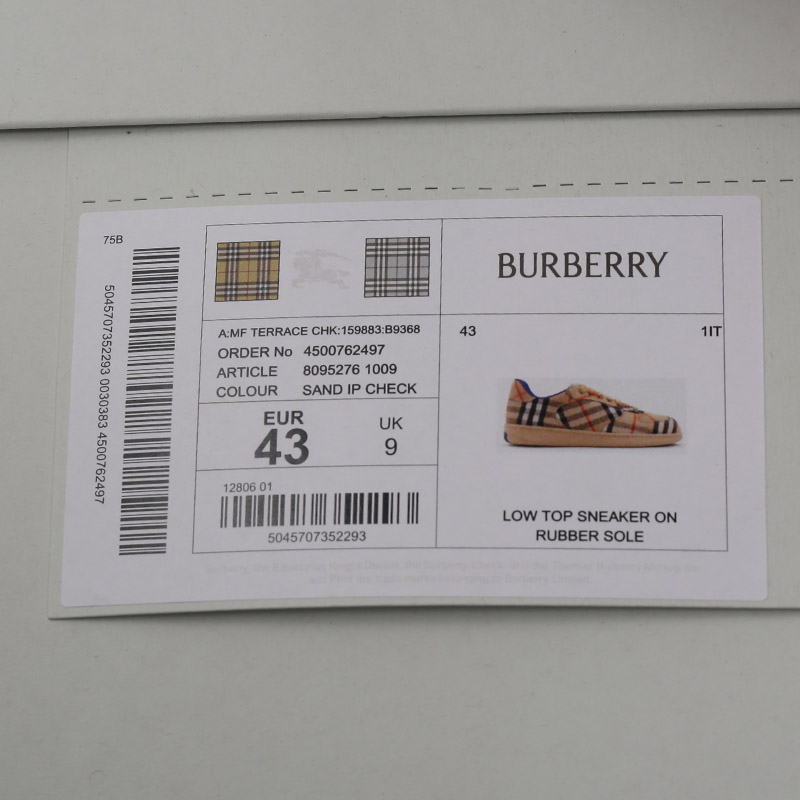 75B
5045707352293 0030383 4500762497
A:MF TERRACE CHK:159883:B9368
ORDER No 4500762497
ARTICLE 8095276 1009
COLOUR SAND IP CHECK
EUR
43
UK
9
12806 01
5045707352293
BURBERRY
43 1IT
LOW TOP SNEAKER ON
RUBBER SOLE